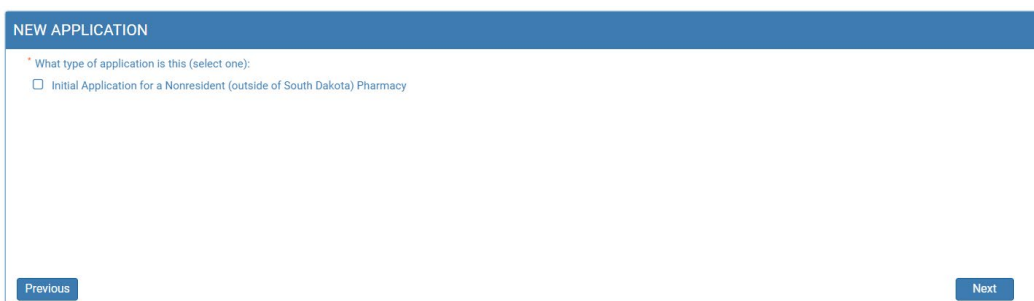 NEW APPLICATION
* What type of application is this (select one):
Initial Application for a Nonresident (outside of South Dakota) Pharmacy
Previous
Next